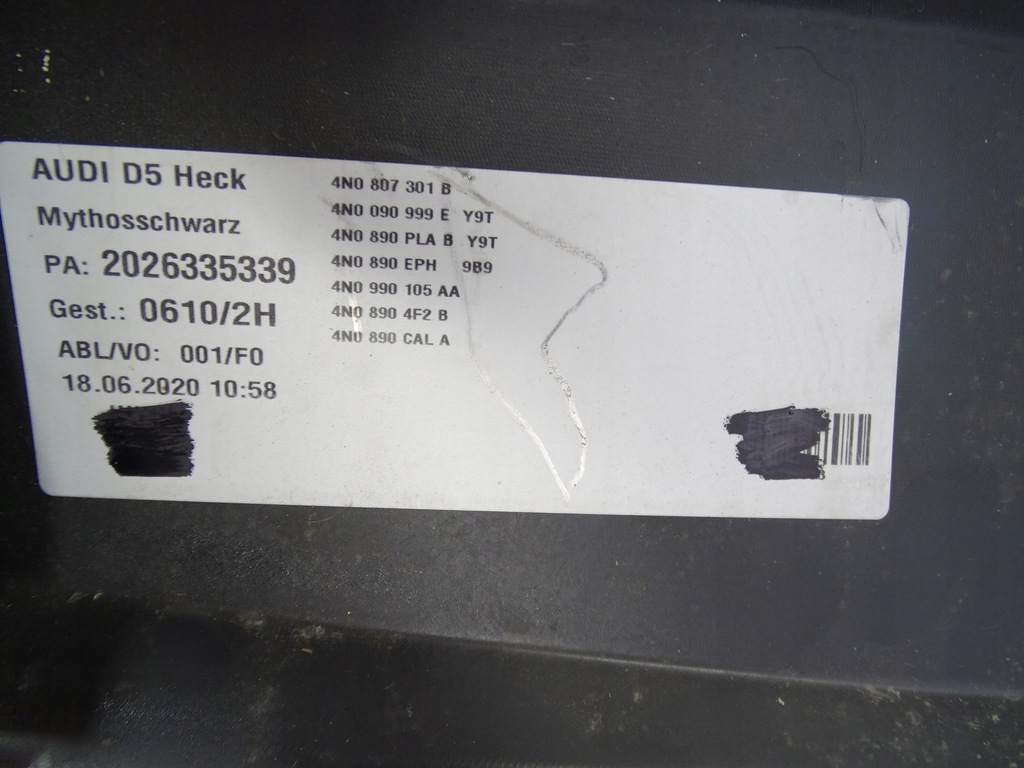 AUDI D5 Heck
Mythosschwarz
PA: 2026335339
Gest.: 0610/2H
ABL/VO: 001/F0
18.06.2020 10:58
4N0 807 301 B
4N0 090 999 E Y9T
4N0 890 PLA B Y9T
4N0 890 EPH 9B9
4N0 990 105 AA
4N0 890 4F2 B
4N0 890 CAL A